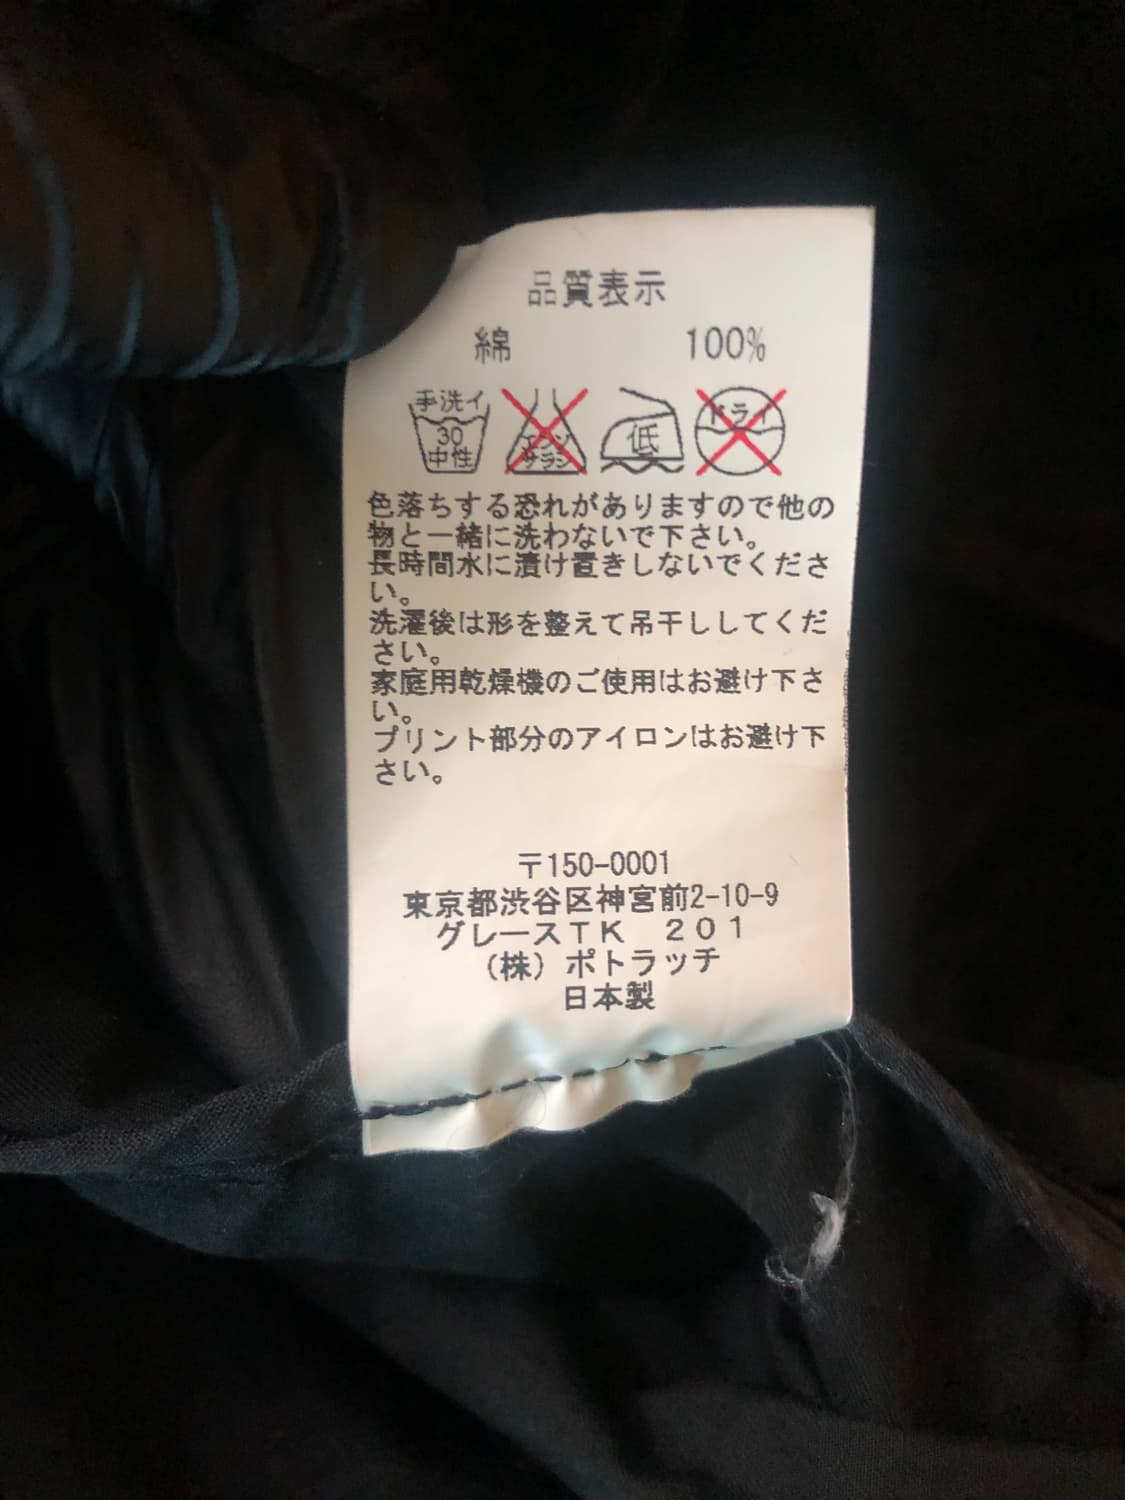 品質表示
綿 100%
手洗イ
30
中性
エンソ
サラシ
低
ドライ
色落ちする恐れがありますので他の
物と一緒に洗わないで下さい。
長時間水に漬け置きしないでくださ
い。
洗濯後は形を整えて吊干ししてくだ
さい。
家庭用乾燥機のご使用はお避け下さ
い。
プリント部分のアイロンはお避け下
さい。
〒150-0001
東京都渋谷区神宮前2-10-9
グレースTK 201
(株) ポトラッチ
日本製